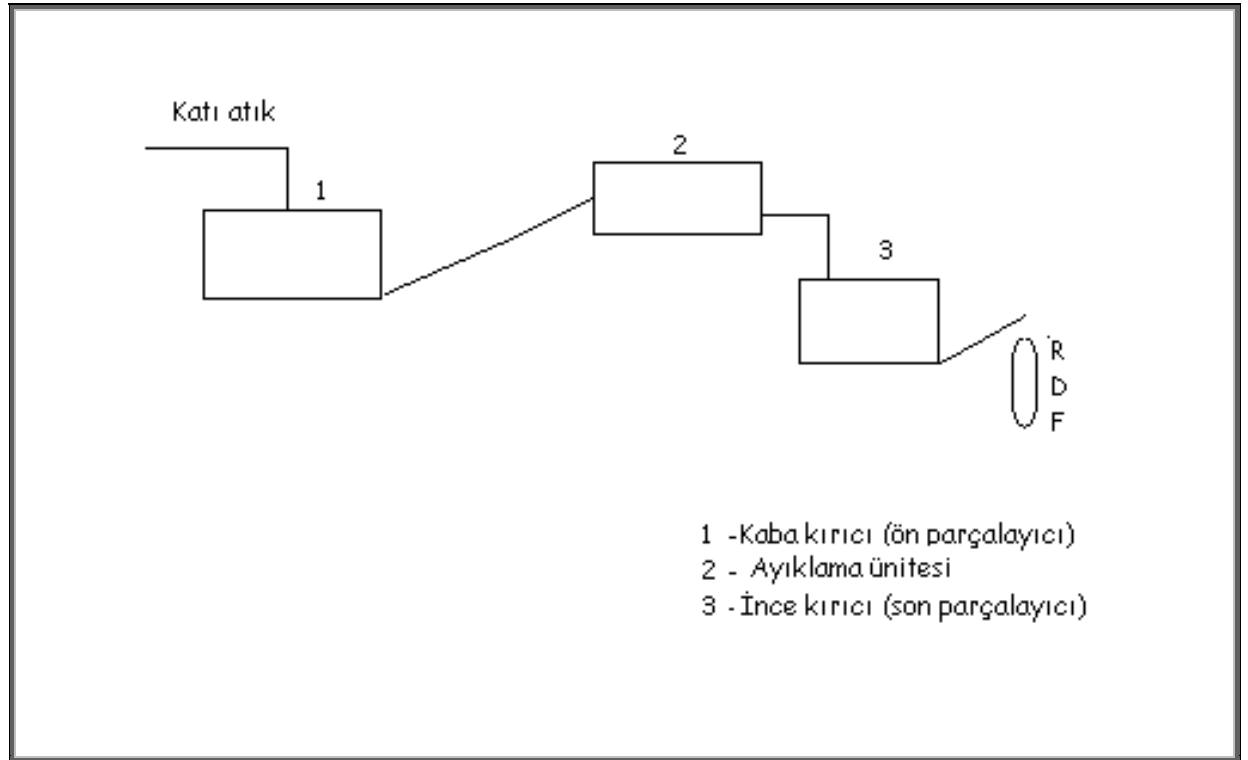 Katı atık
1
2
3
R
D
F
1 -Kaba kırıcı (ön parçalayıcı)
2 - Ayıklama ünitesi
3 -İnce kırıcı (son parçalayıcı)